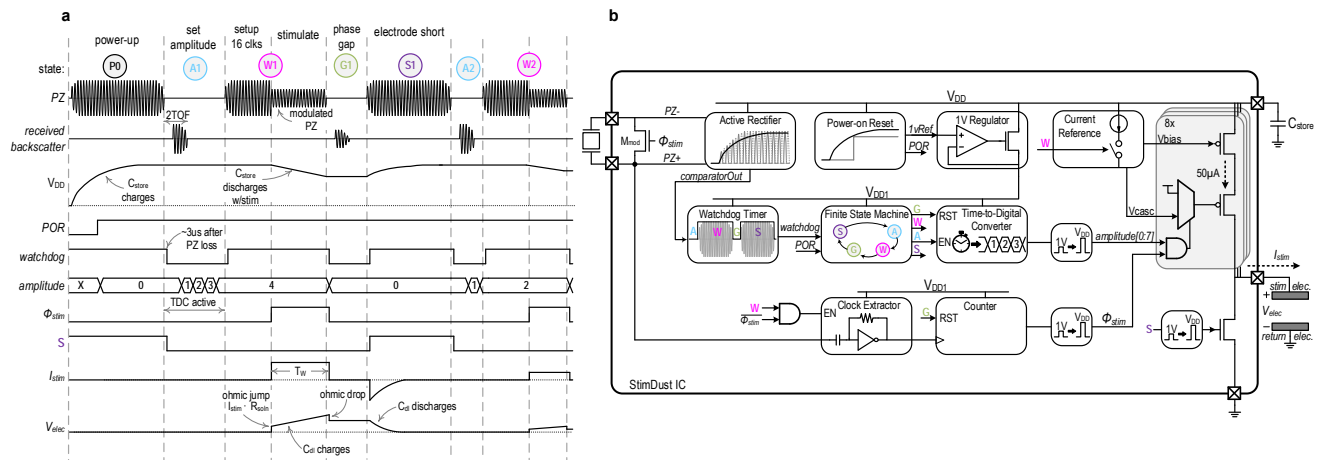 a
power-up
set
amplitude
setup
16 clks
stimulate
phase
gap
electrode short
state:
P0
A1
W1
G1
S1
A2
W2
PZ
2TOF
modulated
PZ
received
backscatter
VDD
Cstore
charges
Cstore
discharges
w/stim
POR
~3us after
PZ loss
watchdog
amplitude
X
0
1
2
3
4
0
1
2
TDC active
Φstim
S
Istim
TW
ohmic jump
Istim · Rsoln
ohmic drop
Cdl discharges
Velec
Cdl charges
b
VDD
PZ-
Mmod
Φstim
PZ+
Active Rectifier
comparatorOut
Power-on Reset
1vRef
POR
1V Regulator
Current
Reference
W
8x
Vbias
50µA
Vcasc
Cstore
VDD1
Watchdog Timer
A
W
G
S
watchdog
POR
Finite State Machine
S
A
G
W
G
W
A
S
RST
EN
Time-to-Digital
Converter
1
2
3
1V
VDD
amplitude[0:7]
Istim
stim elec.
+
Velec
−
return elec.
VDD1
W
Φstim
EN
Clock Extractor
G
RST
Counter
1V
VDD
Φstim
S
1V
VDD
StimDust IC